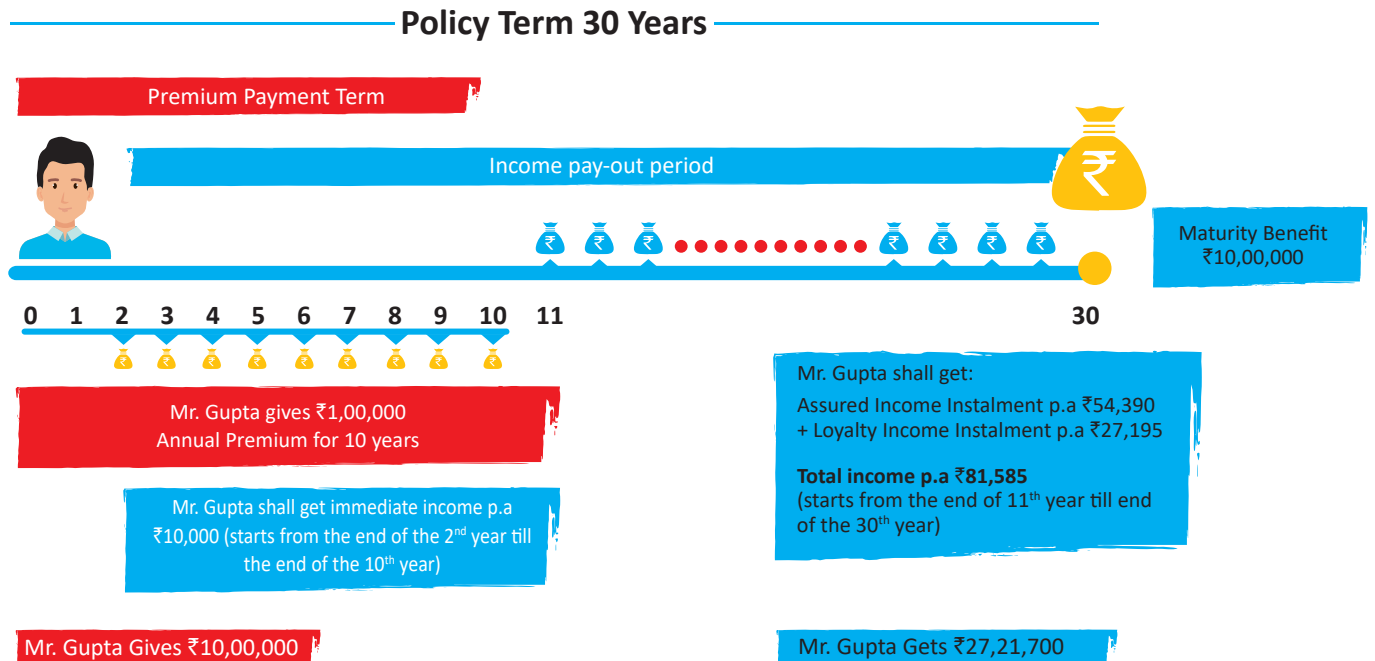 Policy Term 30 Years
Premium Payment Term
Income pay-out period
₹
₹
₹
₹
₹
₹
₹
₹
Maturity Benefit
₹10,00,000
0 1 2 3 4 5 6 7 8 9 10 11 30
₹ ₹ ₹ ₹ ₹ ₹ ₹ ₹ ₹
Mr. Gupta gives ₹1,00,000
Annual Premium for 10 years
Mr. Gupta shall get immediate income p.a
₹10,000 (starts from the end of the 2nd year till
the end of the 10th year)
Mr. Gupta shall get:
Assured Income Instalment p.a ₹54,390
+ Loyalty Income Instalment p.a ₹27,195
Total income p.a ₹81,585
(starts from the end of 11th year till end
of the 30th year)
Mr. Gupta Gives ₹10,00,000
Mr. Gupta Gets ₹27,21,700